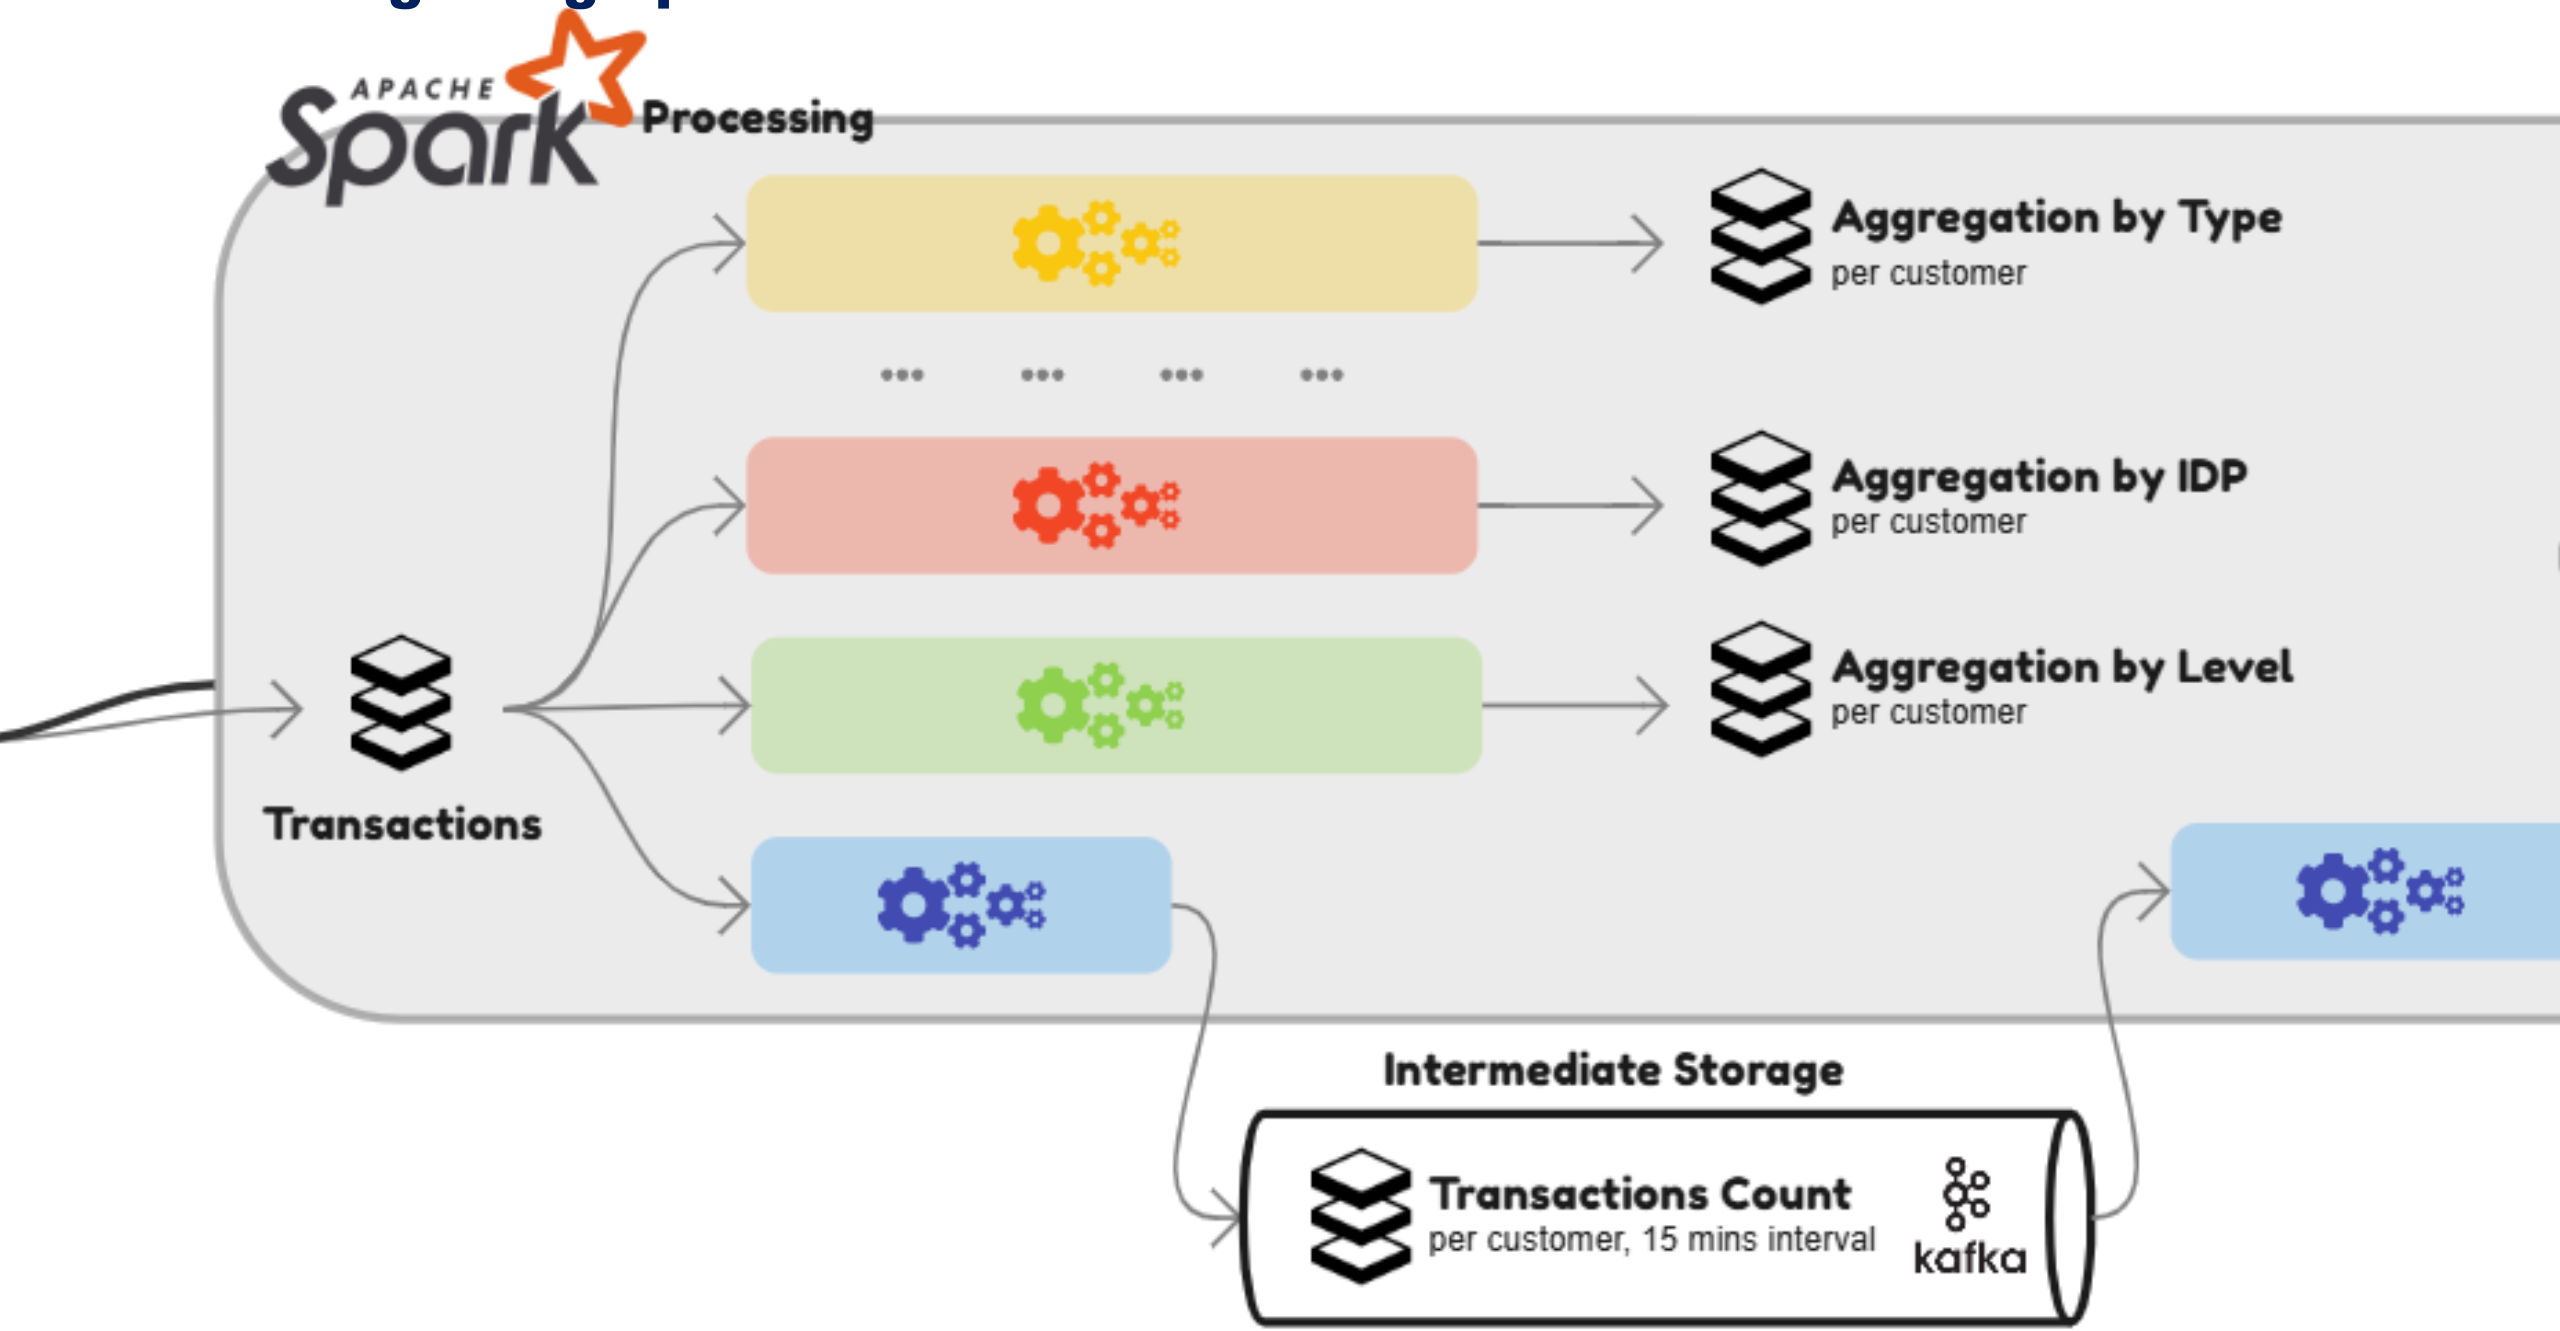 APACHE
Spark
Processing
Aggregation by Type
per customer
Aggregation by IDP
per customer
Aggregation by Level
per customer
Transactions
Intermediate Storage
Transactions Count
per customer, 15 mins interval
kafka